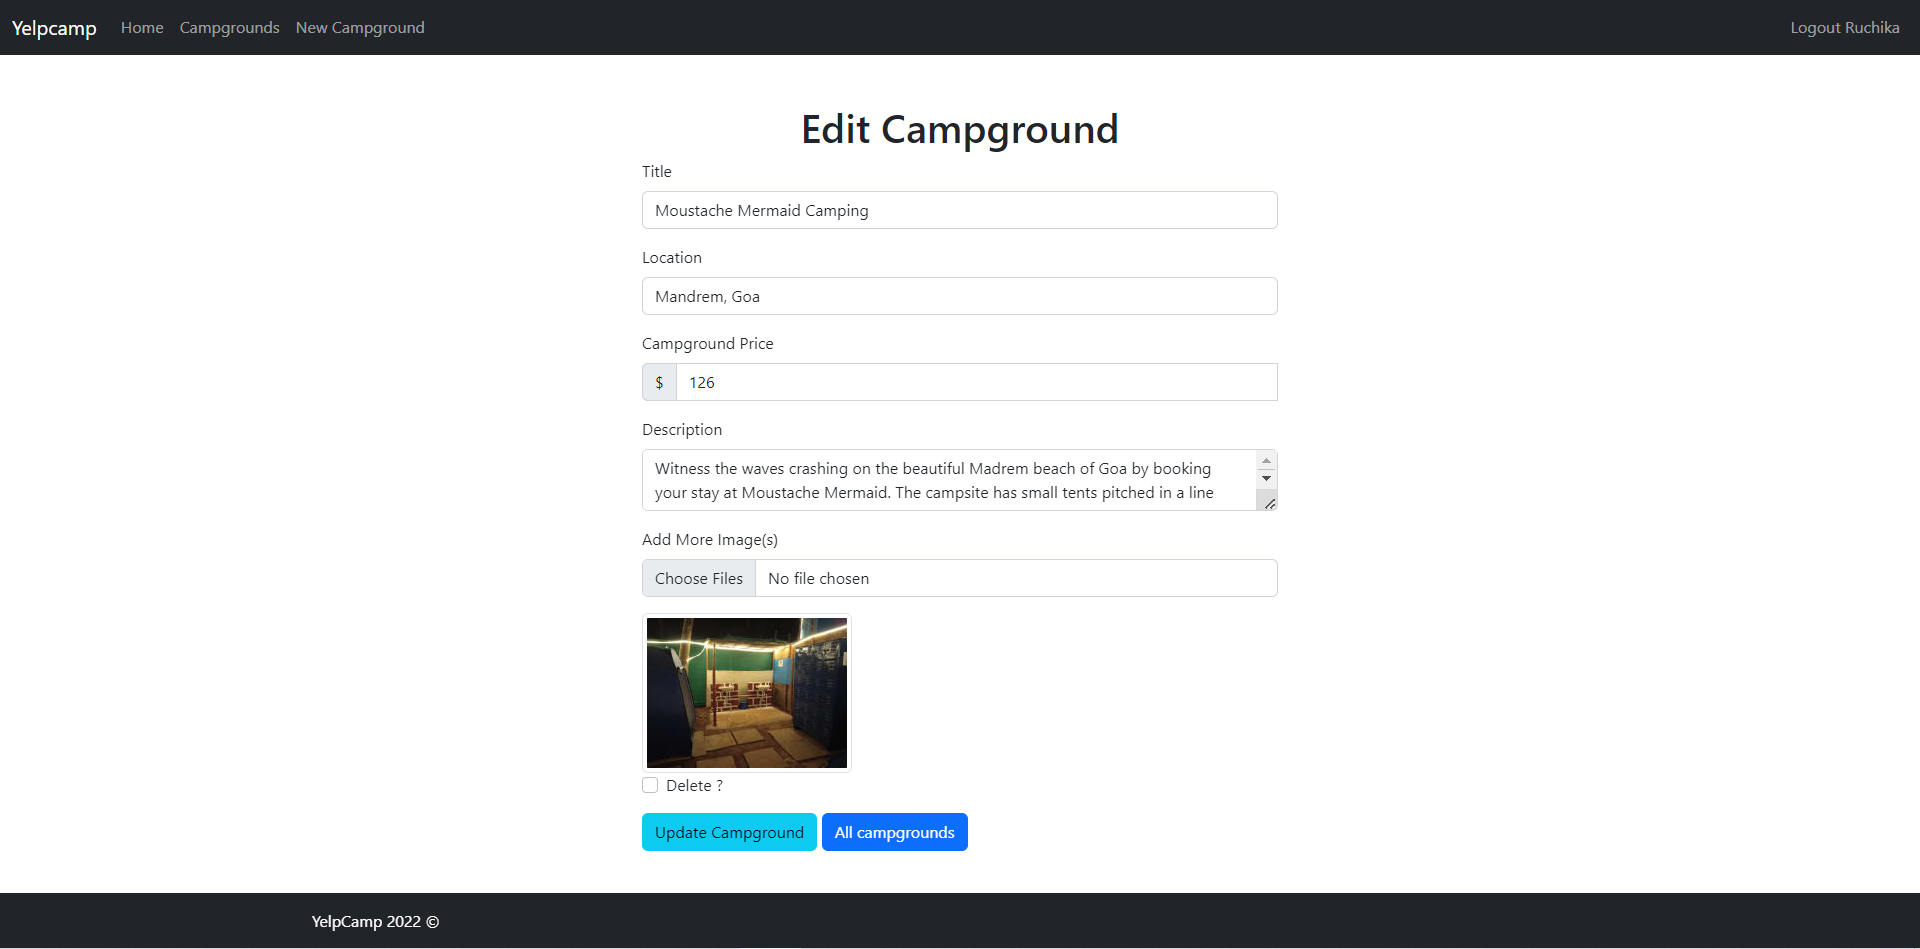 Yelpcamp Home Campgrounds New Campground Logout Ruchika
Edit Campground
Title
Moustache Mermaid Camping
Location
Mandrem, Goa
Campground Price
$ 126
Description
Witness the waves crashing on the beautiful Madrem beach of Goa by booking
your stay at Moustache Mermaid. The campsite has small tents pitched in a line
Add More Image(s)
Choose Files No file chosen
Delete ?
Update Campground All campgrounds
YelpCamp 2022 ©